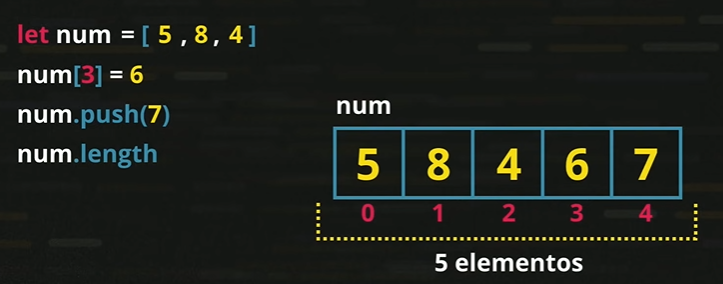 let num = [ 5 , 8 , 4 ]
num[3] = 6
num.push(7)
num.length
num
5 8 4 6 7
0 1 2 3 4
5 elementos